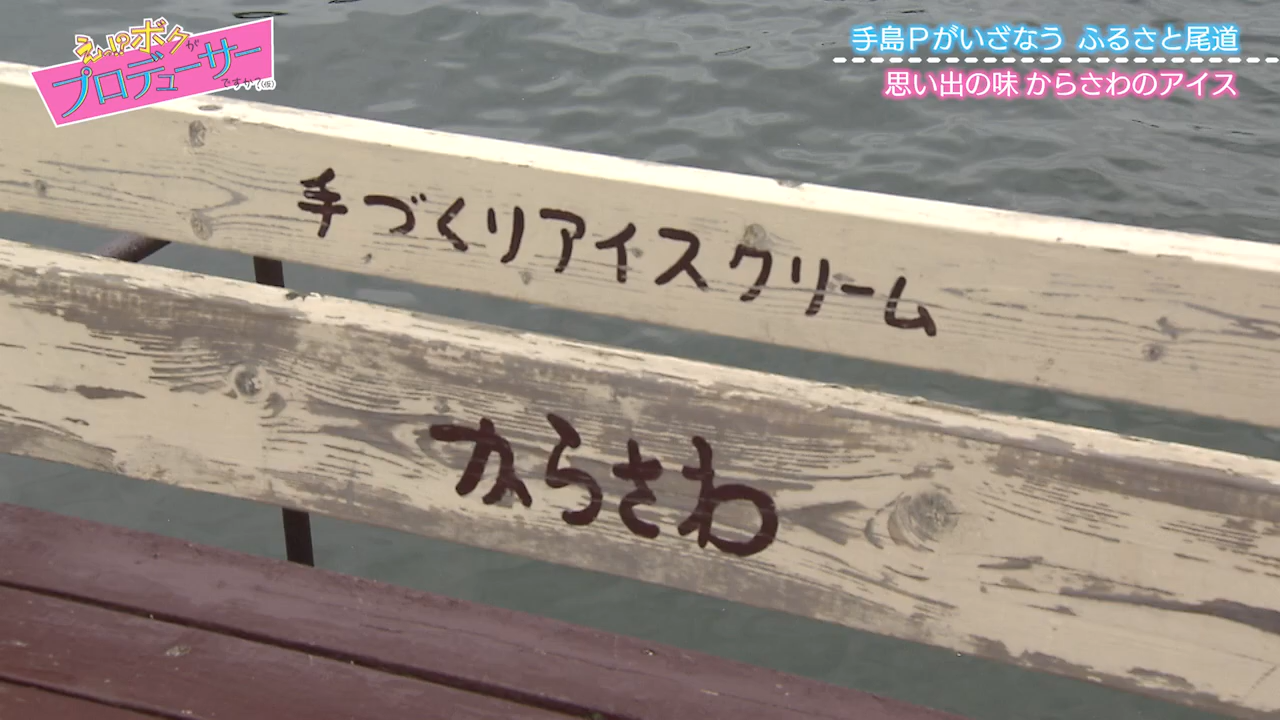 えっ!?ボクが
プロデューサー
ですか?(仮)
手島Pがいざなう ふるさと尾道
思い出の味 からさわのアイス
手づくりアイスクリーム
からさわ